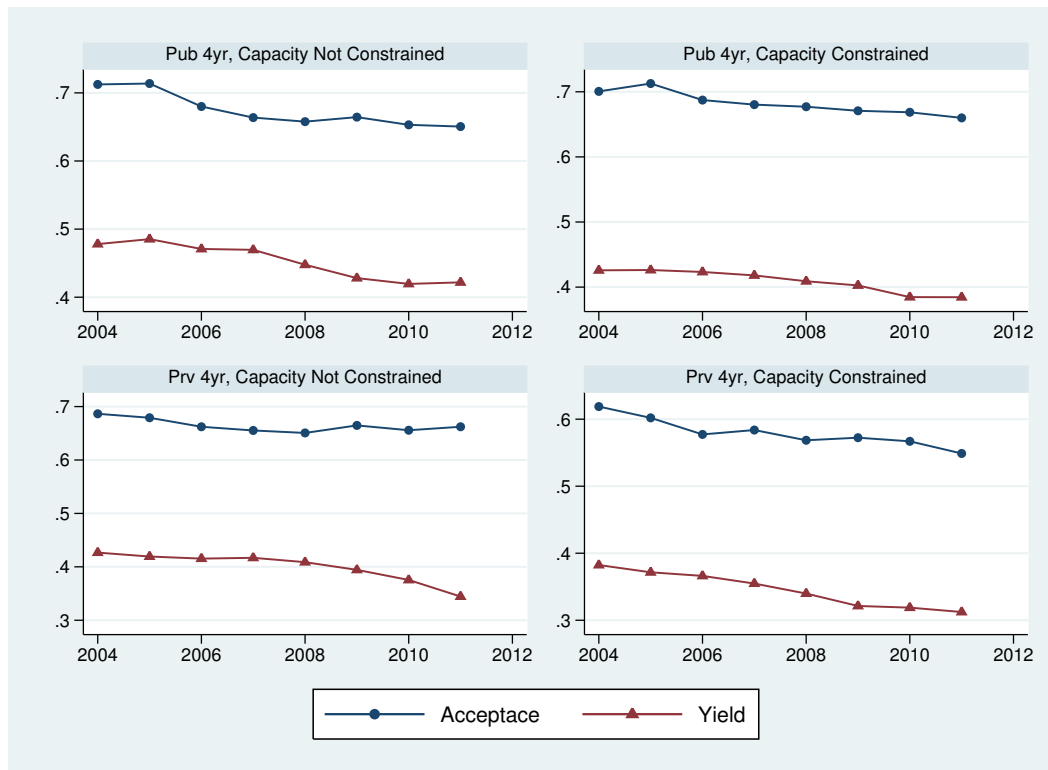 Pub 4yr, Capacity Not Constrained
.7
.6
.5
.4
2004 2006 2008 2010 2012
Pub 4yr, Capacity Constrained
.7
.6
.5
.4
2004 2006 2008 2010 2012
Prv 4yr, Capacity Not Constrained
.7
.6
.5
.4
.3
2004 2006 2008 2010 2012
Prv 4yr, Capacity Constrained
.6
.5
.4
.3
2004 2006 2008 2010 2012
Acceptace Yield